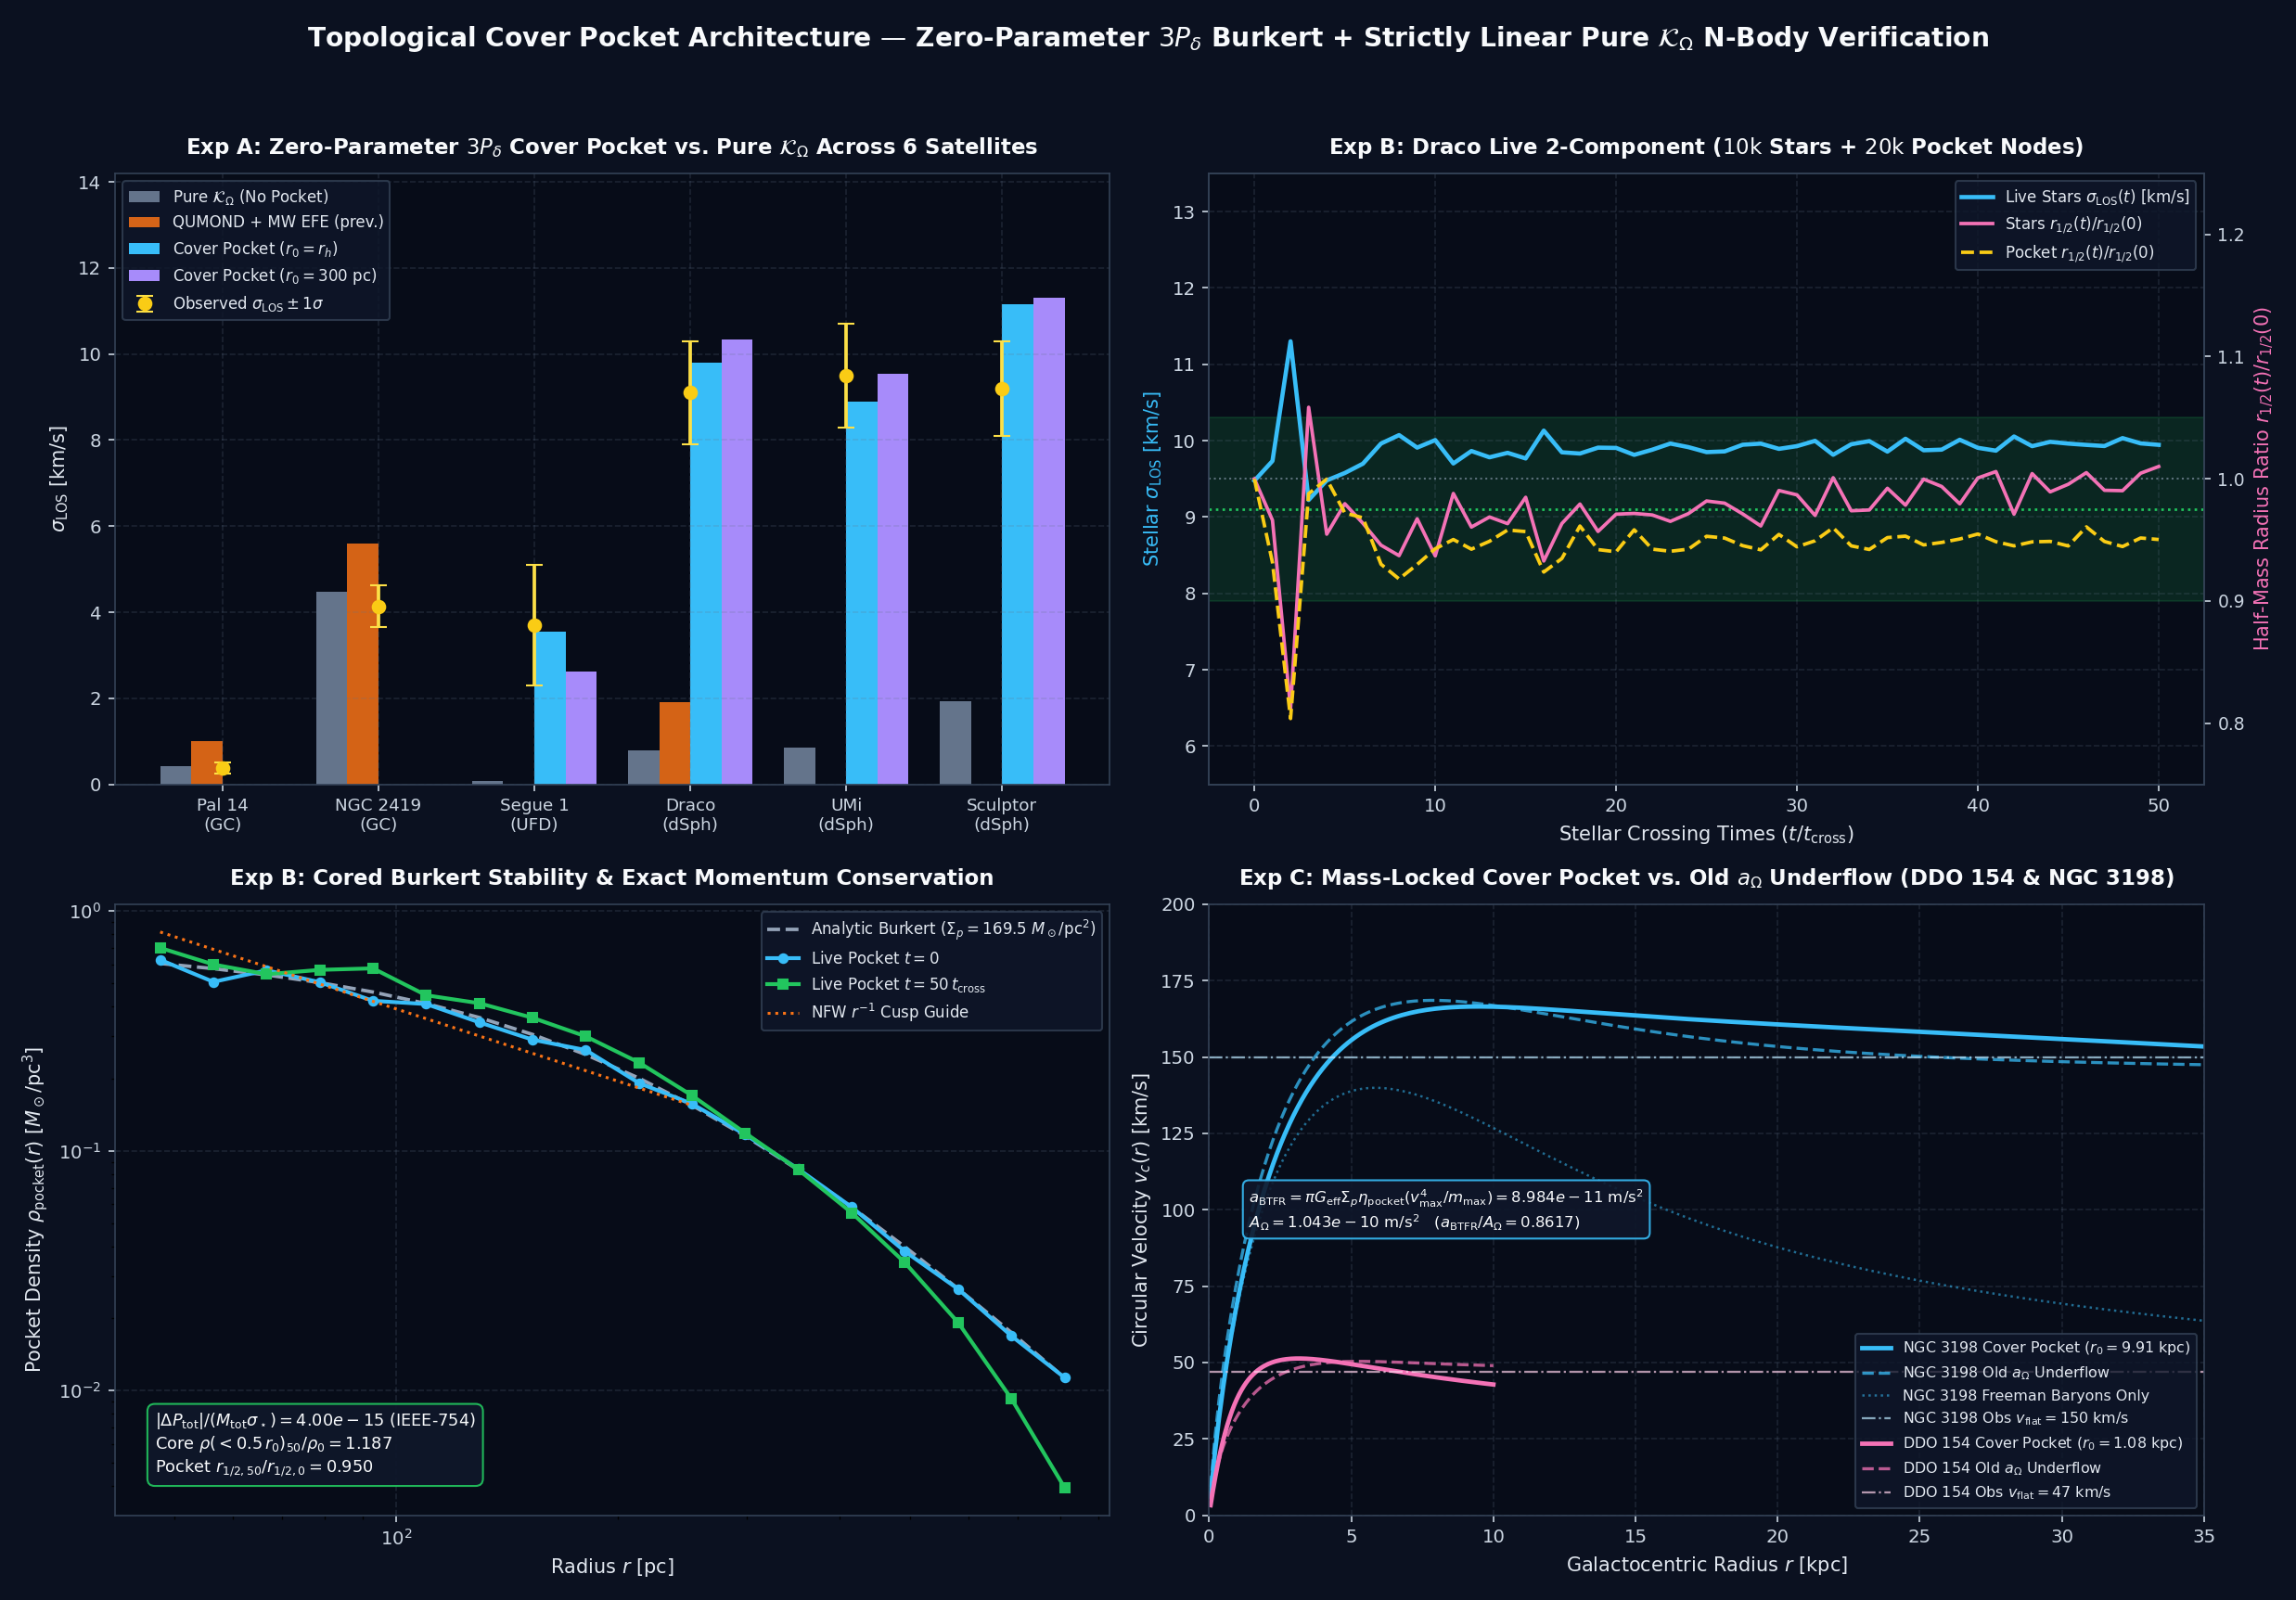 Topological Cover Pocket Architecture — Zero-Parameter 3P_δ Burkert + Strictly Linear Pure 𝒦_Ω N-Body Verification
Exp A: Zero-Parameter 3P_δ Cover Pocket vs. Pure 𝒦_Ω Across 6 Satellites
σ_LOS [km/s]
14
12
10
8
6
4
2
0
Pure 𝒦_Ω (No Pocket)
QUMOND + MW EFE (prev.)
Cover Pocket (r_0 = r_h)
Cover Pocket (r_0 = 300 pc)
Observed σ_LOS ± 1σ
Pal 14
(GC)
NGC 2419
(GC)
Segue 1
(UFD)
Draco
(dSph)
UMi
(dSph)
Sculptor
(dSph)
Exp B: Draco Live 2-Component (10k Stars + 20k Pocket Nodes)
Stellar σ_LOS [km/s]
13
12
11
10
9
8
7
6
Live Stars σ_LOS(t) [km/s]
Stars r_1/2(t)/r_1/2(0)
Pocket r_1/2(t)/r_1/2(0)
1.2
1.1
1.0
0.9
0.8
Half-Mass Radius Ratio r_1/2(t)/r_1/2(0)
0 10 20 30 40 50
Stellar Crossing Times (t/t_cross)
Exp B: Cored Burkert Stability & Exact Momentum Conservation
Pocket Density ρ_pocket(r) [M_⊙/pc³]
10⁰
10⁻¹
10⁻²
Analytic Burkert (Σ_p = 169.5 M_⊙/pc²)
Live Pocket t = 0
Live Pocket t = 50 t_cross
NFW r⁻¹ Cusp Guide
|ΔP_tot|/(M_tot σ_⋆) = 4.00e − 15 (IEEE-754)
Core ρ(< 0.5 r_0)_50/ρ_0 = 1.187
Pocket r_1/2, 50/r_1/2, 0 = 0.950
10²
Radius r [pc]
Exp C: Mass-Locked Cover Pocket vs. Old a_Ω Underflow (DDO 154 & NGC 3198)
Circular Velocity v_c(r) [km/s]
200
175
150
125
100
75
50
25
0
a_BTFR = πG_eff Σ_p η_pocket(v⁴_max/m_max) = 8.984e − 11 m/s²
A_Ω = 1.043e − 10 m/s² (a_BTFR/A_Ω = 0.8617)
NGC 3198 Cover Pocket (r_0 = 9.91 kpc)
NGC 3198 Old a_Ω Underflow
NGC 3198 Freeman Baryons Only
NGC 3198 Obs v_flat = 150 km/s
DDO 154 Cover Pocket (r_0 = 1.08 kpc)
DDO 154 Old a_Ω Underflow
DDO 154 Obs v_flat = 47 km/s
0 5 10 15 20 25 30 35
Galactocentric Radius r [kpc]